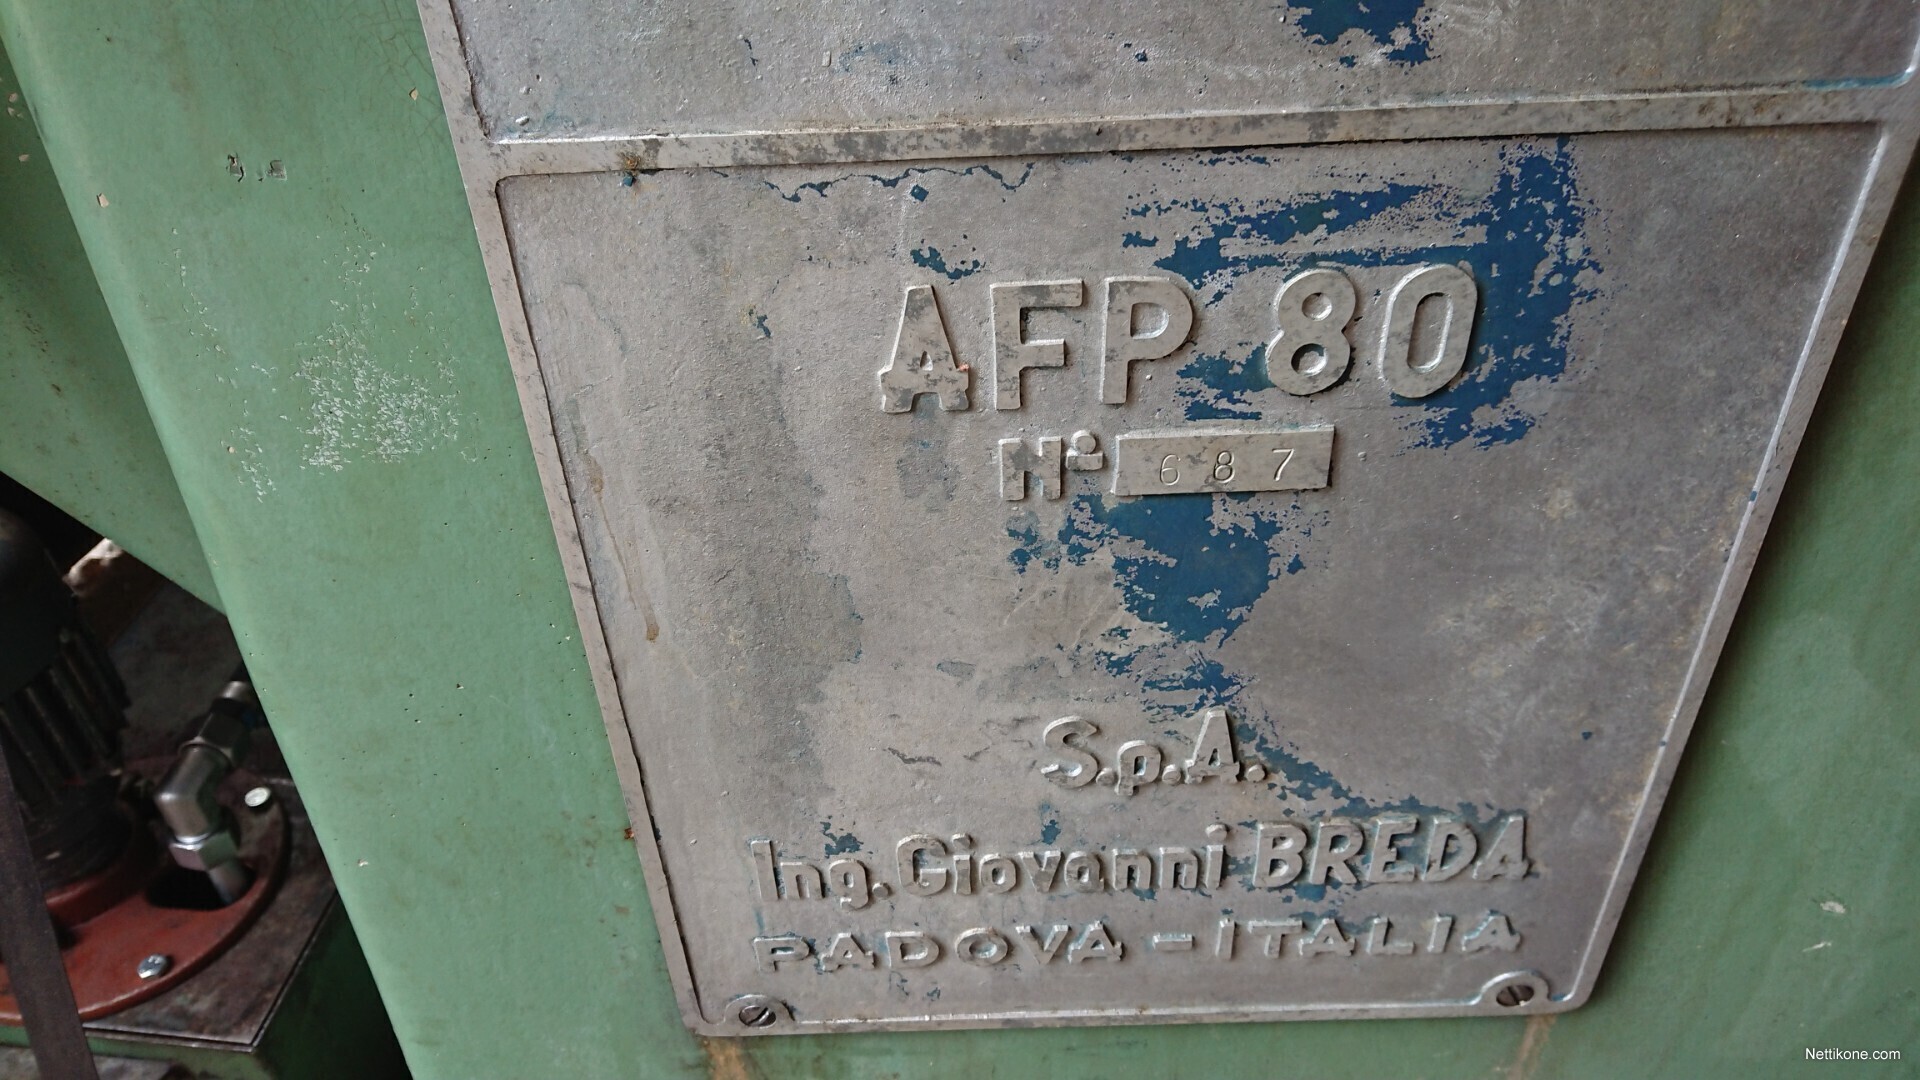 AFP 80
N° 687
S.p.A.
Ing. Giovanni BREDA
PADOVA - ITALIA
Nettikone.com